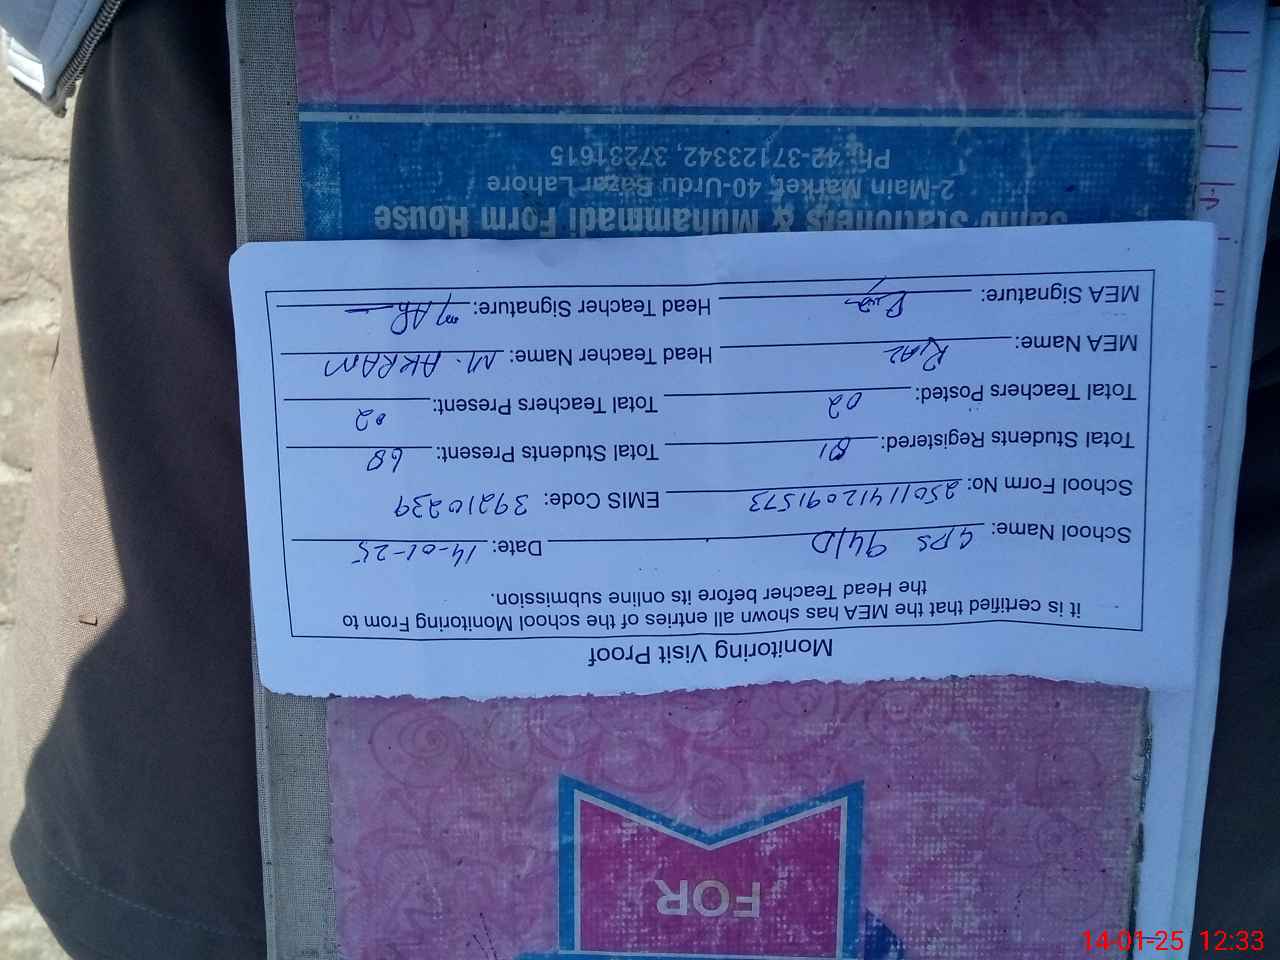 Monitoring Visit Proof
it is certified that the MEA has shown all entries of the school Monitoring From to
the Head Teacher before its online submission.
School Name: GPS 94/D Date: 14-01-25
School Form No: 25011412091573 EMIS Code: 39210239
Total Students Registered: 81 Total Students Present: 68
Total Teachers Posted: 02 Total Teachers Present: 02
MEA Name: Riaz Head Teacher Name: M. AKRAM
MEA Signature: Head Teacher Signature:
Stationers & Muhammadi Form House
2-Main Market, 40-Urdu Bazar Lahore
Ph: 42-37123342, 37231615
FOR
14-01-25 12:33